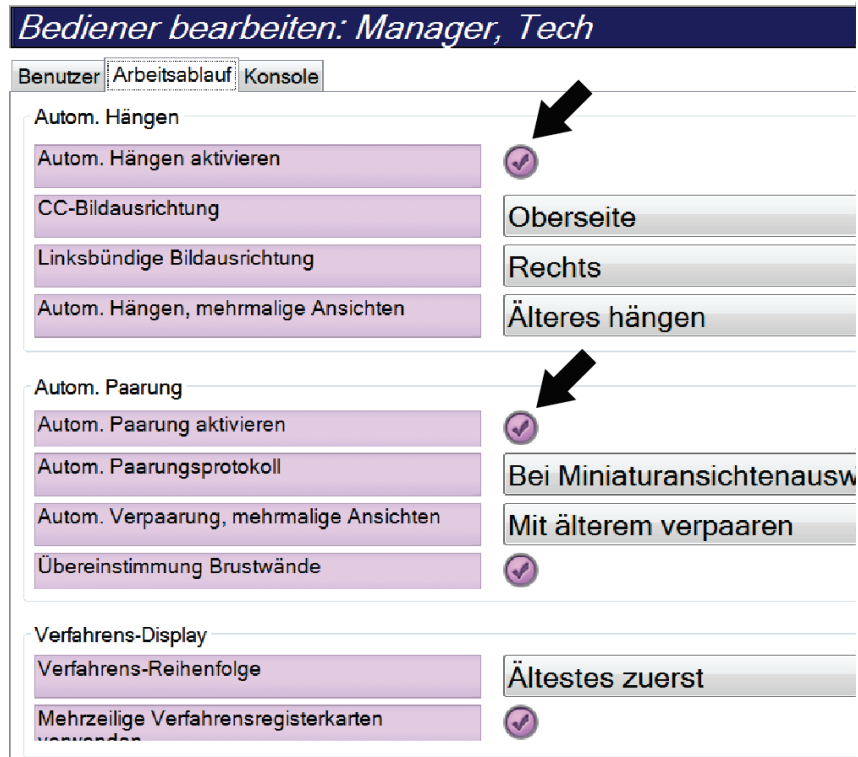 Bediener bearbeiten: Manager, Tech
Benutzer Arbeitsablauf Konsole
Autom. Hängen
Autom. Hängen aktivieren
CC-Bildausrichtung Oberseite
Linksbündige Bildausrichtung Rechts
Autom. Hängen, mehrmalige Ansichten Älteres hängen
Autom. Paarung
Autom. Paarung aktivieren
Autom. Paarungsprotokoll Bei Miniaturansichtenausw
Autom. Verpaarung, mehrmalige Ansichten Mit älterem verpaaren
Übereinstimmung Brustwände
Verfahrens-Display
Verfahrens-Reihenfolge Ältestes zuerst
Mehrzeilige Verfahrensregisterkarten
verwenden